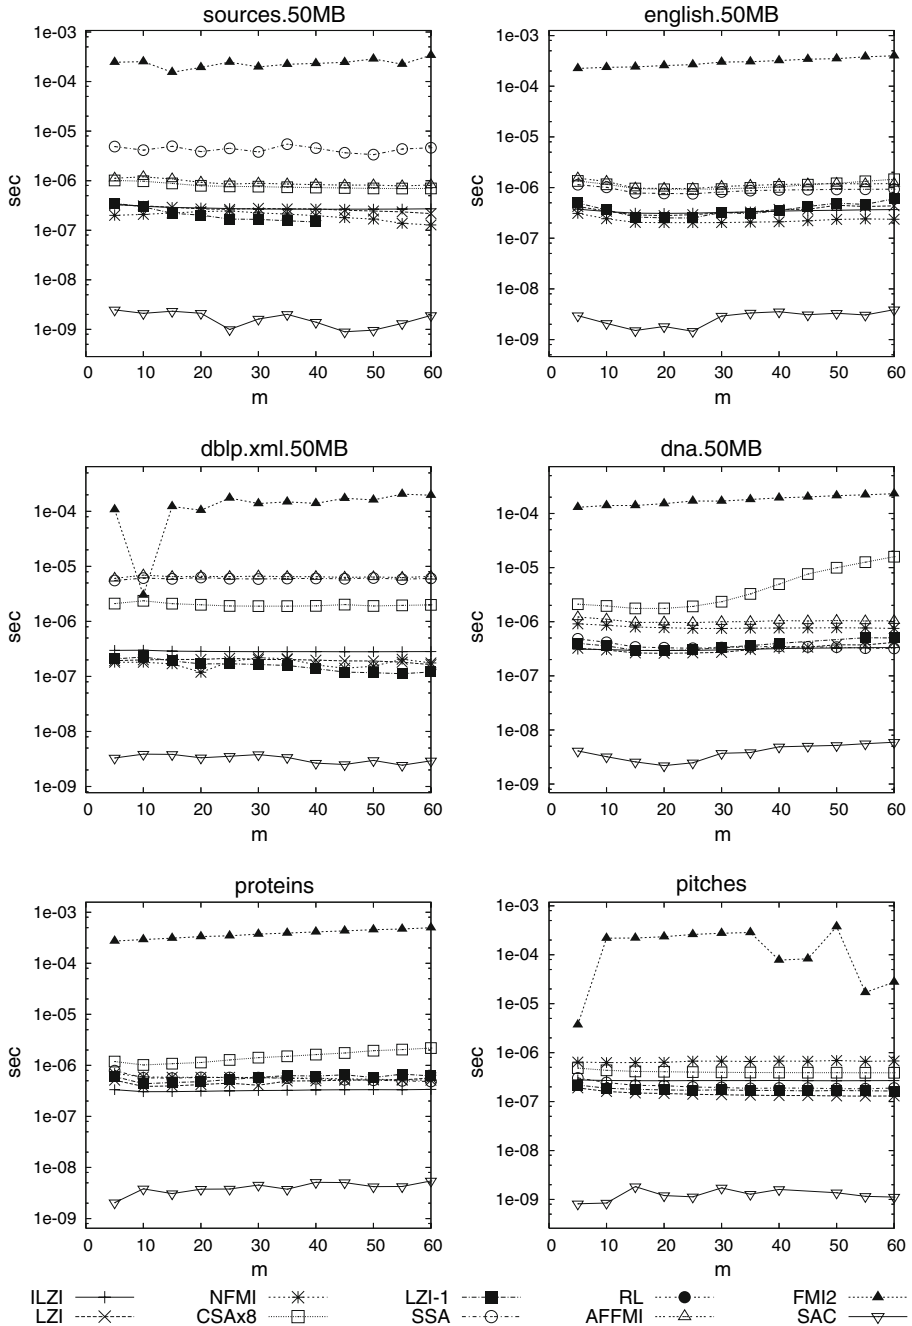 sources.50MB
1e-03
1e-04
1e-05
1e-06
1e-07
1e-08
1e-09
sec
0 10 20 30 40 50 60
m
english.50MB
1e-03
1e-04
1e-05
1e-06
1e-07
1e-08
1e-09
sec
0 10 20 30 40 50 60
m
dblp.xml.50MB
1e-04
1e-05
1e-06
1e-07
1e-08
1e-09
sec
0 10 20 30 40 50 60
m
dna.50MB
1e-04
1e-05
1e-06
1e-07
1e-08
1e-09
sec
0 10 20 30 40 50 60
m
proteins
1e-03
1e-04
1e-05
1e-06
1e-07
1e-08
1e-09
sec
0 10 20 30 40 50 60
m
pitches
1e-03
1e-04
1e-05
1e-06
1e-07
1e-08
1e-09
sec
0 10 20 30 40 50 60
m
ILZI NFMI LZI-1 RL FMI2
LZI CSAx8 SSA AFFMI SAC